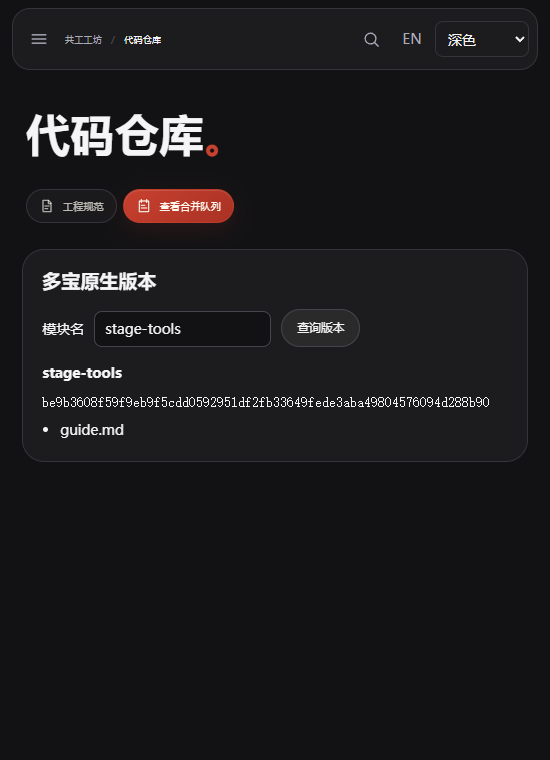 共工工坊 / 代码仓库 EN 深色
代码仓库。
工程规范 查看合并队列
多宝原生版本
模块名 stage-tools 查询版本
stage-tools
be9b3608f59f9eb9f5cdd0592951df2fb33649fede3aba49804576094d288b90
• guide.md